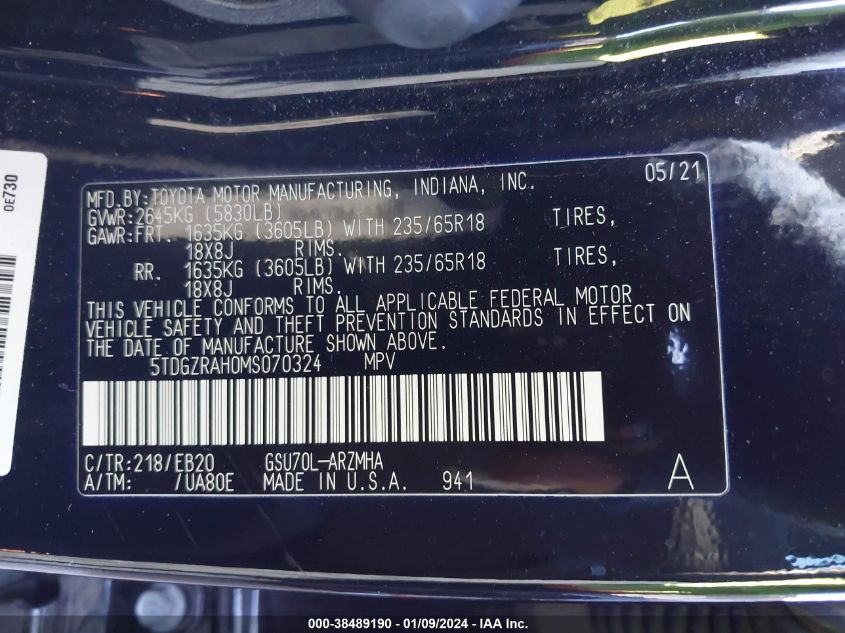 0E730
MFD.BY:TOYOTA MOTOR MANUFACTURING, INDIANA, INC. 05/21
GVWR:2645KG (5830LB)
GAWR:FRT. 1635KG (3605LB) WITH 235/65R18 TIRES,
18X8J RIMS.
RR. 1635KG (3605LB) WITH 235/65R18 TIRES,
18X8J RIMS.
THIS VEHICLE CONFORMS TO ALL APPLICABLE FEDERAL MOTOR
VEHICLE SAFETY AND THEFT PREVENTION STANDARDS IN EFFECT ON
THE DATE OF MANUFACTURE SHOWN ABOVE.
5TDGZRAH0MS070324 MPV
C/TR:218/EB20 GSU70L-ARZMHA
A/TM: /UA80E MADE IN U.S.A. 941 A
000-38489190 - 01/09/2024 - IAA Inc.